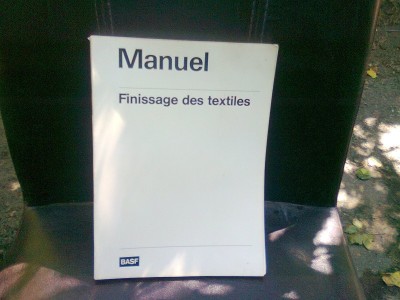 Manuel
Finissage des textiles
BASF